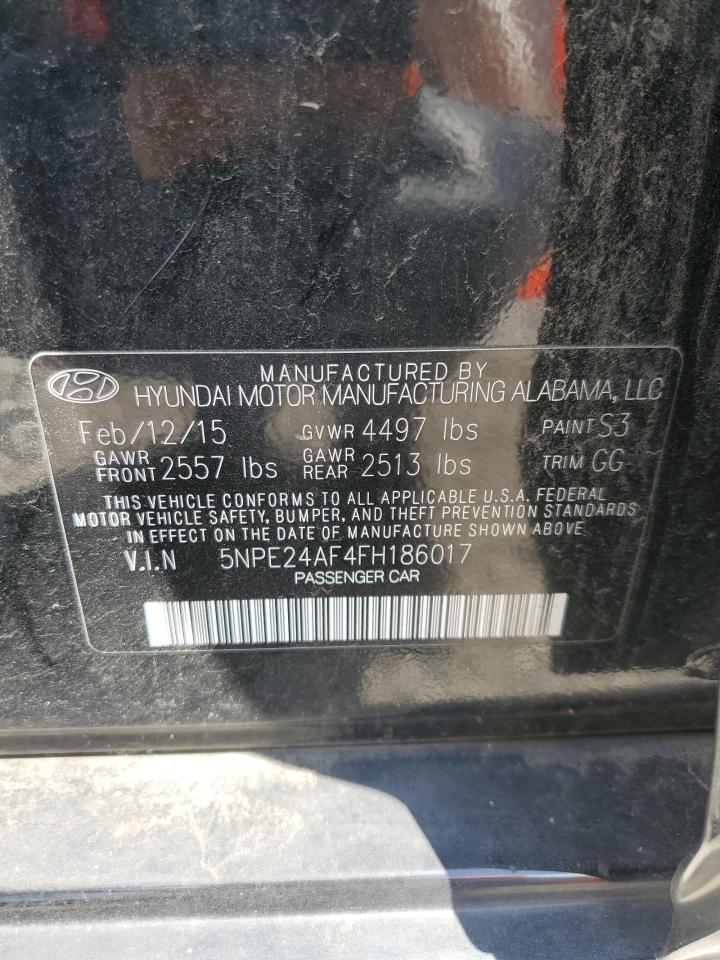 MANUFACTURED BY
HYUNDAI MOTOR MANUFACTURING ALABAMA, LLC
Feb/12/15 GVWR 4497 lbs PAINT S3
GAWR FRONT 2557 lbs GAWR REAR 2513 lbs TRIM GG
THIS VEHICLE CONFORMS TO ALL APPLICABLE U.S.A. FEDERAL
MOTOR VEHICLE SAFETY, BUMPER, AND THEFT PREVENTION STANDARDS
IN EFFECT ON THE DATE OF MANUFACTURE SHOWN ABOVE
V.I.N 5NPE24AF4FH186017
PASSENGER CAR